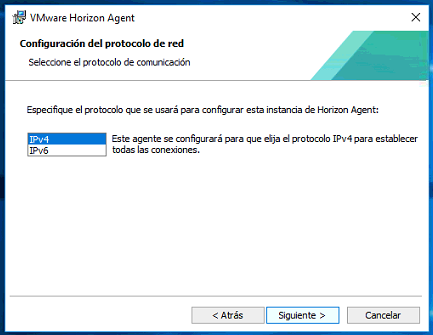 VMware Horizon Agent
Configuración del protocolo de red
Seleccione el protocolo de comunicación
Especifique el protocolo que se usará para configurar esta instancia de Horizon Agent:
IPv4
IPv6
Este agente se configurará para que elija el protocolo IPv4 para establecer
todas las conexiones.
< Atrás
Siguiente >
Cancelar